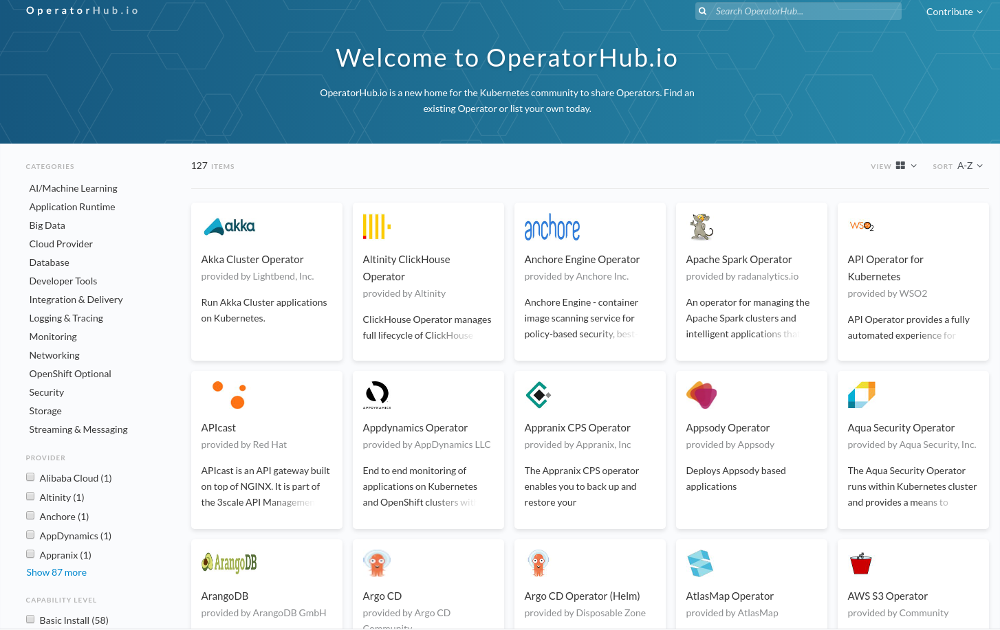 OperatorHub.io
Search OperatorHub...
Contribute
Welcome to OperatorHub.io
OperatorHub.io is a new home for the Kubernetes community to share Operators. Find an
existing Operator or list your own today.
CATEGORIES
AI/Machine Learning
Application Runtime
Big Data
Cloud Provider
Database
Developer Tools
Integration & Delivery
Logging & Tracing
Monitoring
Networking
OpenShift Optional
Security
Storage
Streaming & Messaging
PROVIDER
Alibaba Cloud (1)
Altinity (1)
Anchore (1)
AppDynamics (1)
Appranix (1)
Show 87 more
CAPABILITY LEVEL
Basic Install (58)
127 ITEMS
VIEW
SORT A-Z
akka
Akka Cluster Operator
provided by Lightbend, Inc.
Run Akka Cluster applications
on Kubernetes.
Altinity ClickHouse
Operator
provided by Altinity
ClickHouse Operator manages
full lifecycle of ClickHouse
anchore
Anchore Engine Operator
provided by Anchore Inc.
Anchore Engine - container
image scanning service for
policy-based security, best-
Apache Spark Operator
provided by radanalytics.io
An operator for managing the
Apache Spark clusters and
intelligent applications that
WSO2
API Operator for
Kubernetes
provided by WSO2
API Operator provides a fully
automated experience for
APIcast
provided by Red Hat
APIcast is an API gateway built
on top of NGINX. It is part of
the 3scale API Managemen
APPDYNAMICS
Appdynamics Operator
provided by AppDynamics LLC
End to end monitoring of
applications on Kubernetes
and OpenShift clusters with
Appranix CPS Operator
provided by Appranix, Inc
The Appranix CPS operator
enables you to back up and
restore your
Appsody Operator
provided by Appsody
Deploys Appsody based
applications
Aqua Security Operator
provided by Aqua Security, Inc.
The Aqua Security Operator
runs within Kubernetes cluster
and provides a means to
ArangoDB
ArangoDB
provided by ArangoDB GmbH
Argo CD
provided by Argo CD
Community
Argo CD Operator (Helm)
provided by Disposable Zone
AtlasMap Operator
provided by AtlasMap
AWS S3 Operator
provided by Community